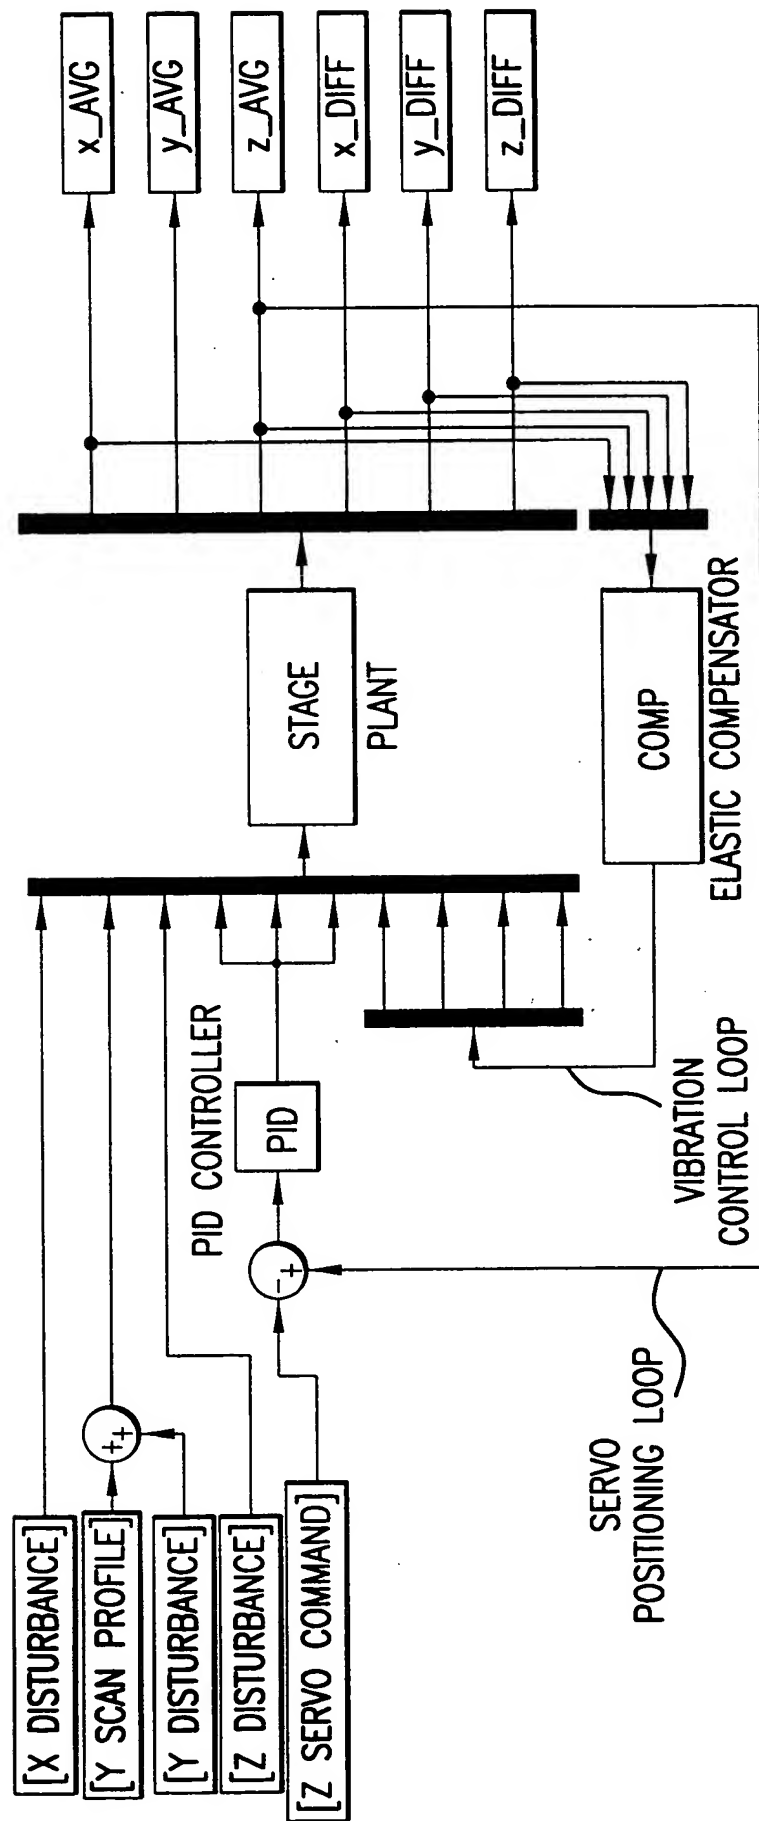 [X DISTURBANCE]
[Y SCAN PROFILE]
[Y DISTURBANCE]
[Z DISTURBANCE]
[Z SERVO COMMAND]
++
-+
PID CONTROLLER
PID
STAGE
PLANT
x_AVG
y_AVG
z_AVG
x_DIFF
y_DIFF
z_DIFF
COMP
ELASTIC COMPENSATOR
VIBRATION
CONTROL LOOP
SERVO
POSITIONING LOOP